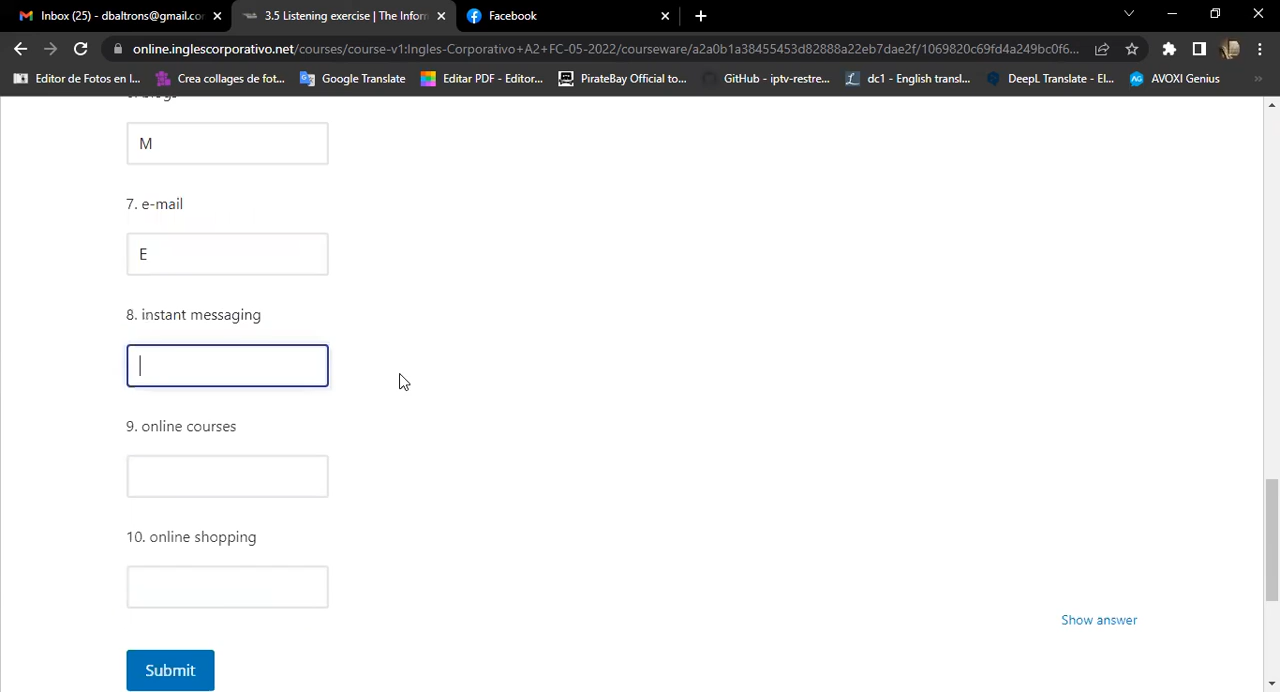 Inbox (25) - dbaltrons@gmail.co
3.5 Listening exercise | The Infor
Facebook
online.inglescorporativo.net/courses/course-v1:Ingles-Corporativo+A2+FC-05-2022/courseware/a2a0b1a38455453d82888a22eb7dae2f/1069820c69fd4a249bc0f6...
Editor de Fotos en l...
Crea collages de fot...
Google Translate
Editar PDF - Editor...
PirateBay Official to...
GitHub - iptv-restre...
dc1 - English transl...
DeepL Translate - El...
AVOXI Genius
M
7. e-mail
E
8. instant messaging
9. online courses
10. online shopping
Show answer
Submit